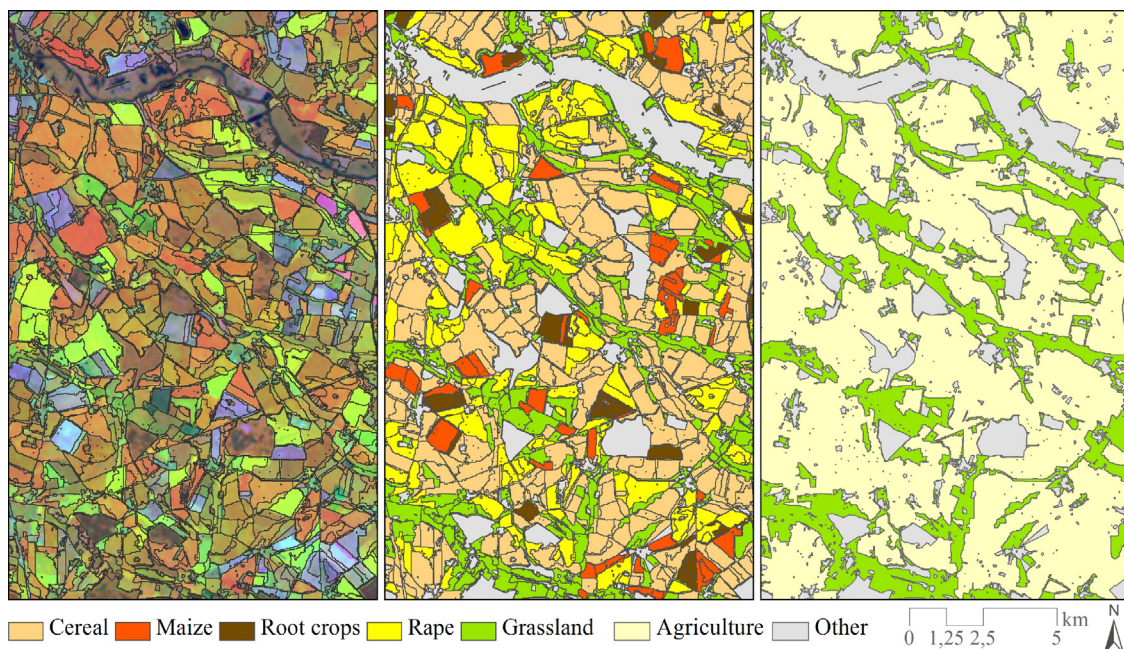 Cereal Maize Root crops Rape Grassland Agriculture Other
0 1,25 2,5 5 km
N